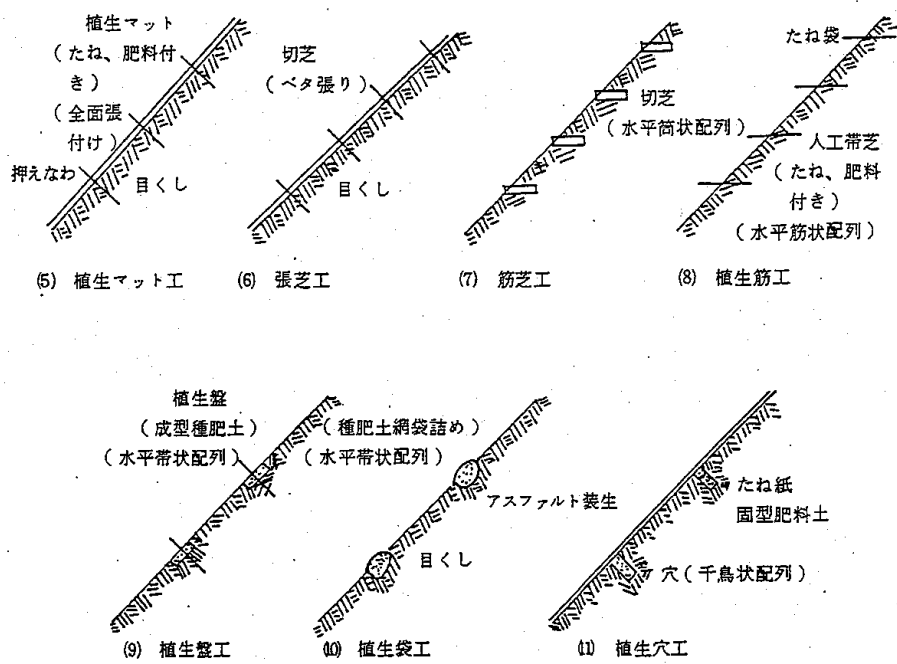 植生マット
(たね、肥料付
き)
(全面張
付け)
押えなわ
目くし
(5) 植生マット工
切芝
(ベタ張り)
目くし
(6) 張芝工
切芝
(水平筒状配列)
(7) 筋芝工
たね袋
人工帯芝
(たね、肥料
付き)
(水平筋状配列)
(8) 植生筋工
植生盤
(成型種肥土)
(水平帯状配列)
(9) 植生盤工
(種肥土網袋詰め)
(水平帯状配列)
アスファルト装生
目くし
(10) 植生袋工
たね紙
固型肥料土
穴(千鳥状配列)
(11) 植生穴工